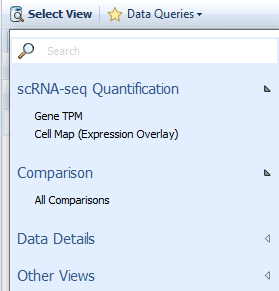 Select View Data Queries
Search
scRNA-seq Quantification
Gene TPM
Cell Map (Expression Overlay)
Comparison
All Comparisons
Data Details
Other Views